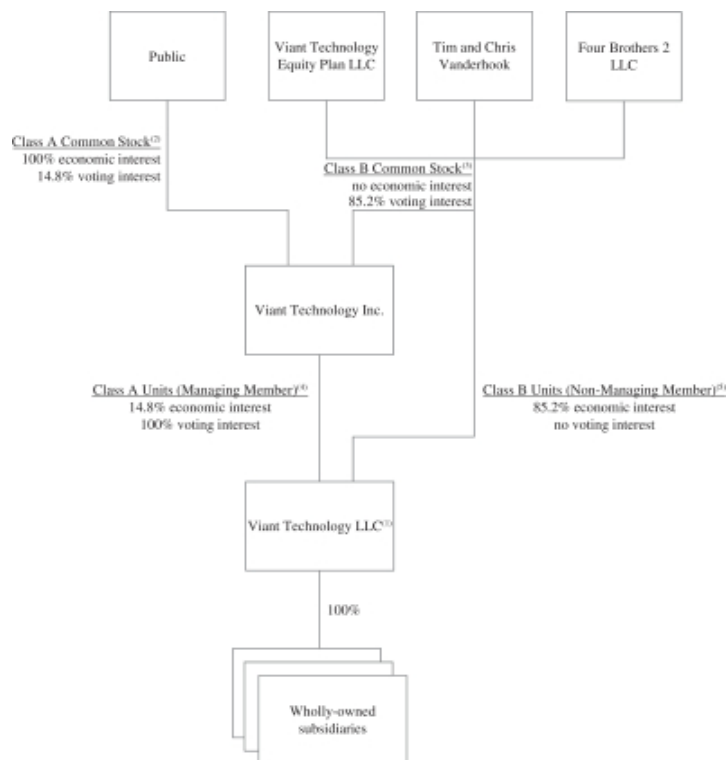 Public
Viant Technology
Equity Plan LLC
Tim and Chris
Vanderhook
Four Brothers 2
LLC
Class A Common Stock(2)
100% economic interest
14.8% voting interest
Class B Common Stock(3)
no economic interest
85.2% voting interest
Viant Technology Inc.
Class A Units (Managing Member)(4)
14.8% economic interest
100% voting interest
Class B Units (Non-Managing Member)(5)
85.2% economic interest
no voting interest
Viant Technology LLC(1)
100%
Wholly-owned
subsidiaries